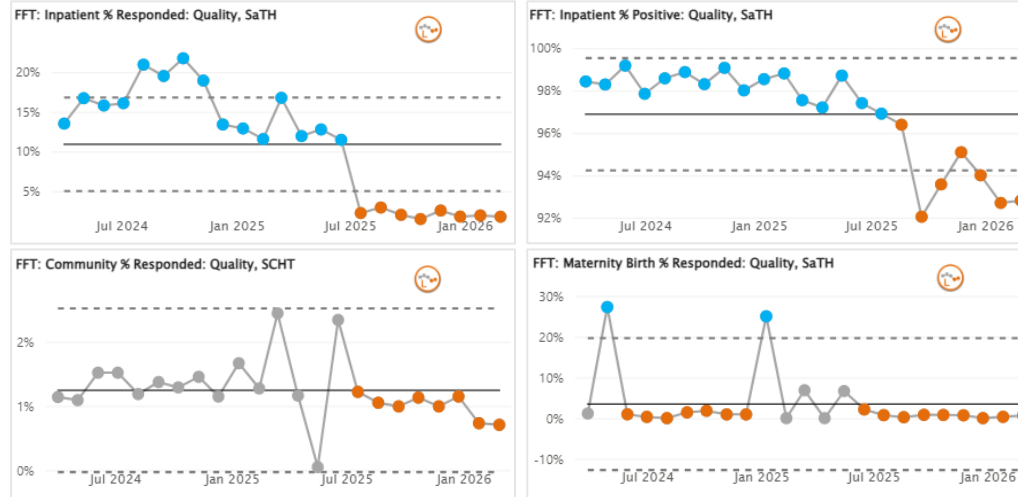 FFT: Inpatient % Responded: Quality, SaTH
L
20%
15%
10%
5%
Jul 2024 Jan 2025 Jul 2025 Jan 2026
FFT: Inpatient % Positive: Quality, SaTH
L
100%
98%
96%
94%
92%
Jul 2024 Jan 2025 Jul 2025 Jan 2026
FFT: Community % Responded: Quality, SCHT
L
2%
1%
0%
Jul 2024 Jan 2025 Jul 2025 Jan 2026
FFT: Maternity Birth % Responded: Quality, SaTH
L
30%
20%
10%
0%
-10%
Jul 2024 Jan 2025 Jul 2025 Jan 2026